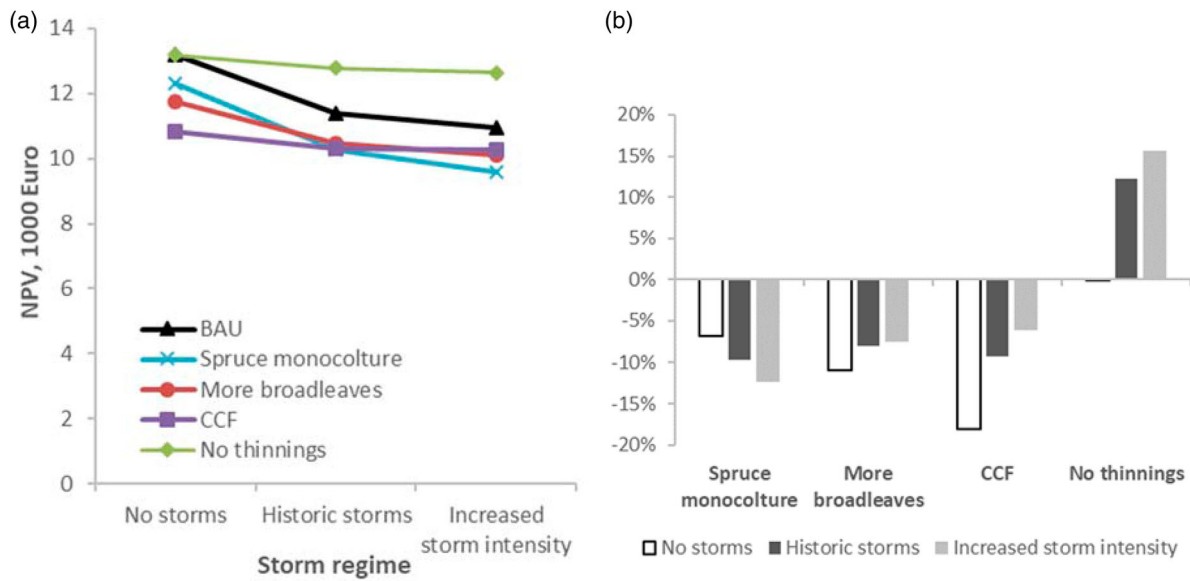 (a)
14
12
10
8
6
4
2
0
NPV, 1000 Euro
BAU
Spruce monocolture
More broadleaves
CCF
No thinnings
No storms
Historic storms
Increased
storm intensity
Storm regime
(b)
20%
15%
10%
5%
0%
-5%
-10%
-15%
-20%
Spruce
monocolture
More
broadleaves
CCF
No thinnings
No storms
Historic storms
Increased storm intensity